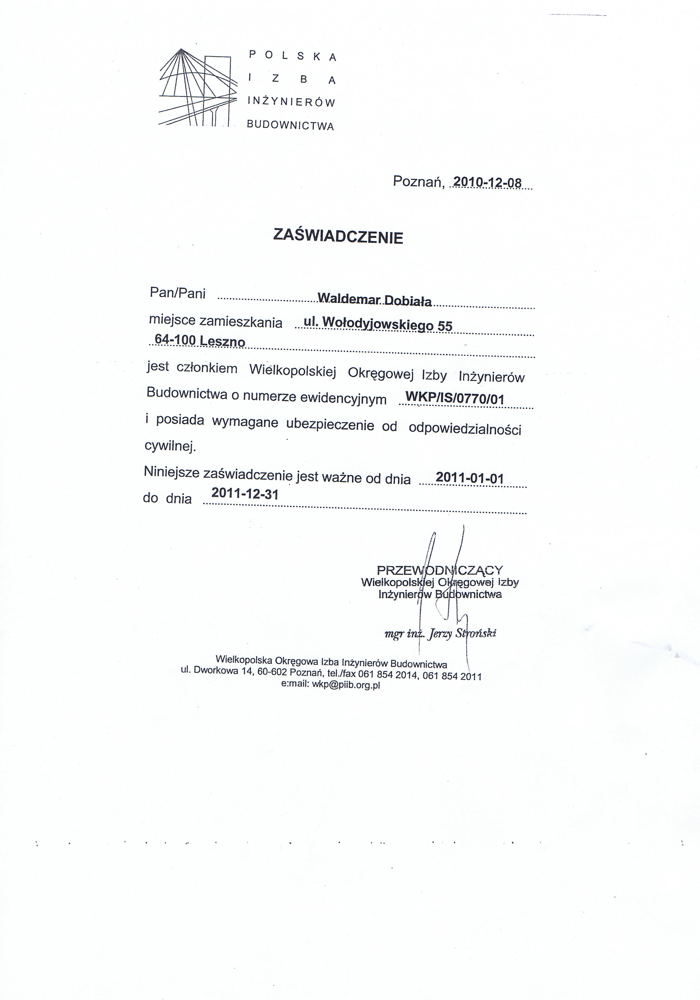 POLSKA
IZBA
INŻYNIERÓW
BUDOWNICTWA
Poznań, 2010-12-08
ZAŚWIADCZENIE
Pan/Pani Waldemar Dobiała
miejsce zamieszkania ul. Wołodyjowskiego 55
64-100 Leszno
jest członkiem Wielkopolskiej Okręgowej Izby Inżynierów
Budownictwa o numerze ewidencyjnym WKP/IS/0770/01
i posiada wymagane ubezpieczenie od odpowiedzialności
cywilnej.
Niniejsze zaświadczenie jest ważne od dnia 2011-01-01
do dnia 2011-12-31
PRZEWODNICZĄCY
Wielkopolskiej Okręgowej Izby
Inżynierów Budownictwa
mgr inż. Jerzy Stroński
Wielkopolska Okręgowa Izba Inżynierów Budownictwa
ul. Dworkowa 14, 60-602 Poznań, tel./fax 061 854 2014, 061 854 2011
e:mail: wkp@piib.org.pl